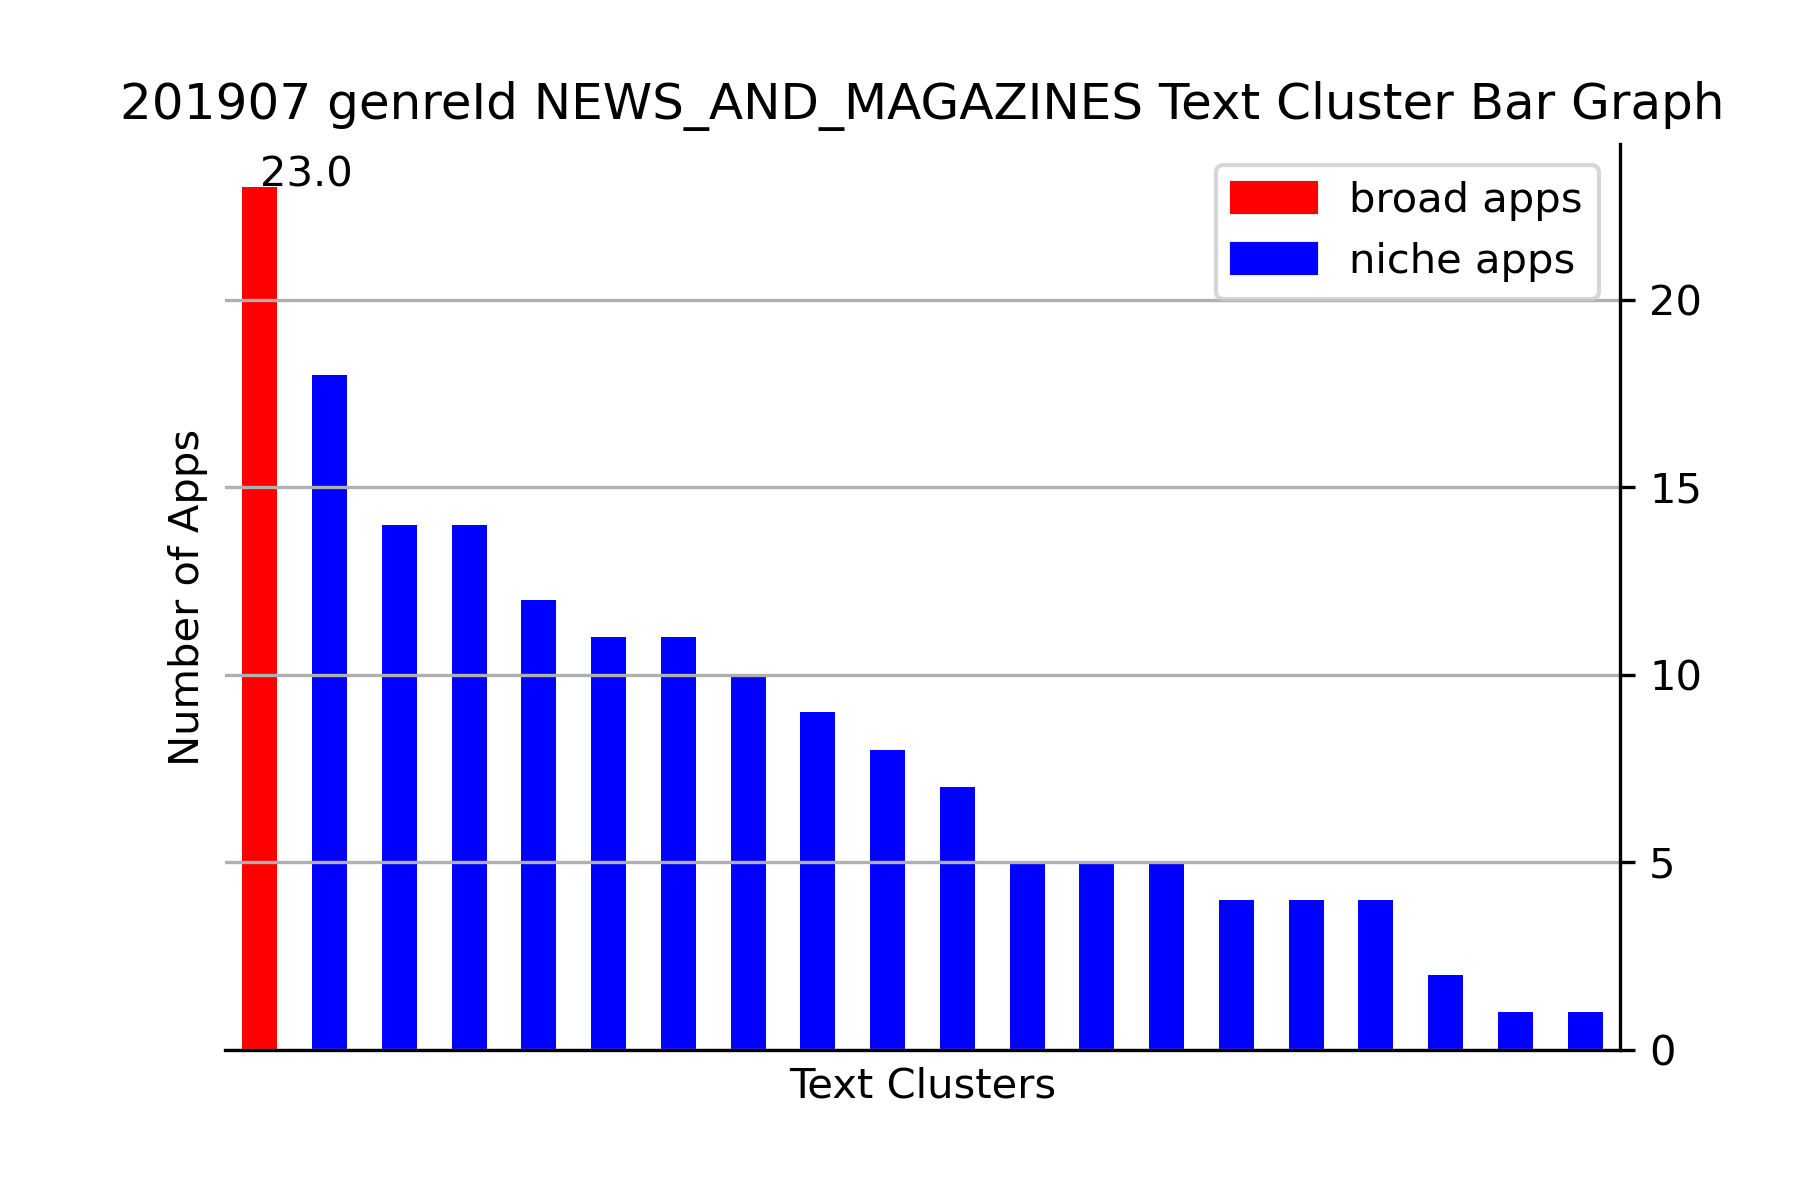 201907 genreId NEWS_AND_MAGAZINES Text Cluster Bar Graph
23.0
broad apps
niche apps
20
15
10
5
0
Number of Apps
Text Clusters